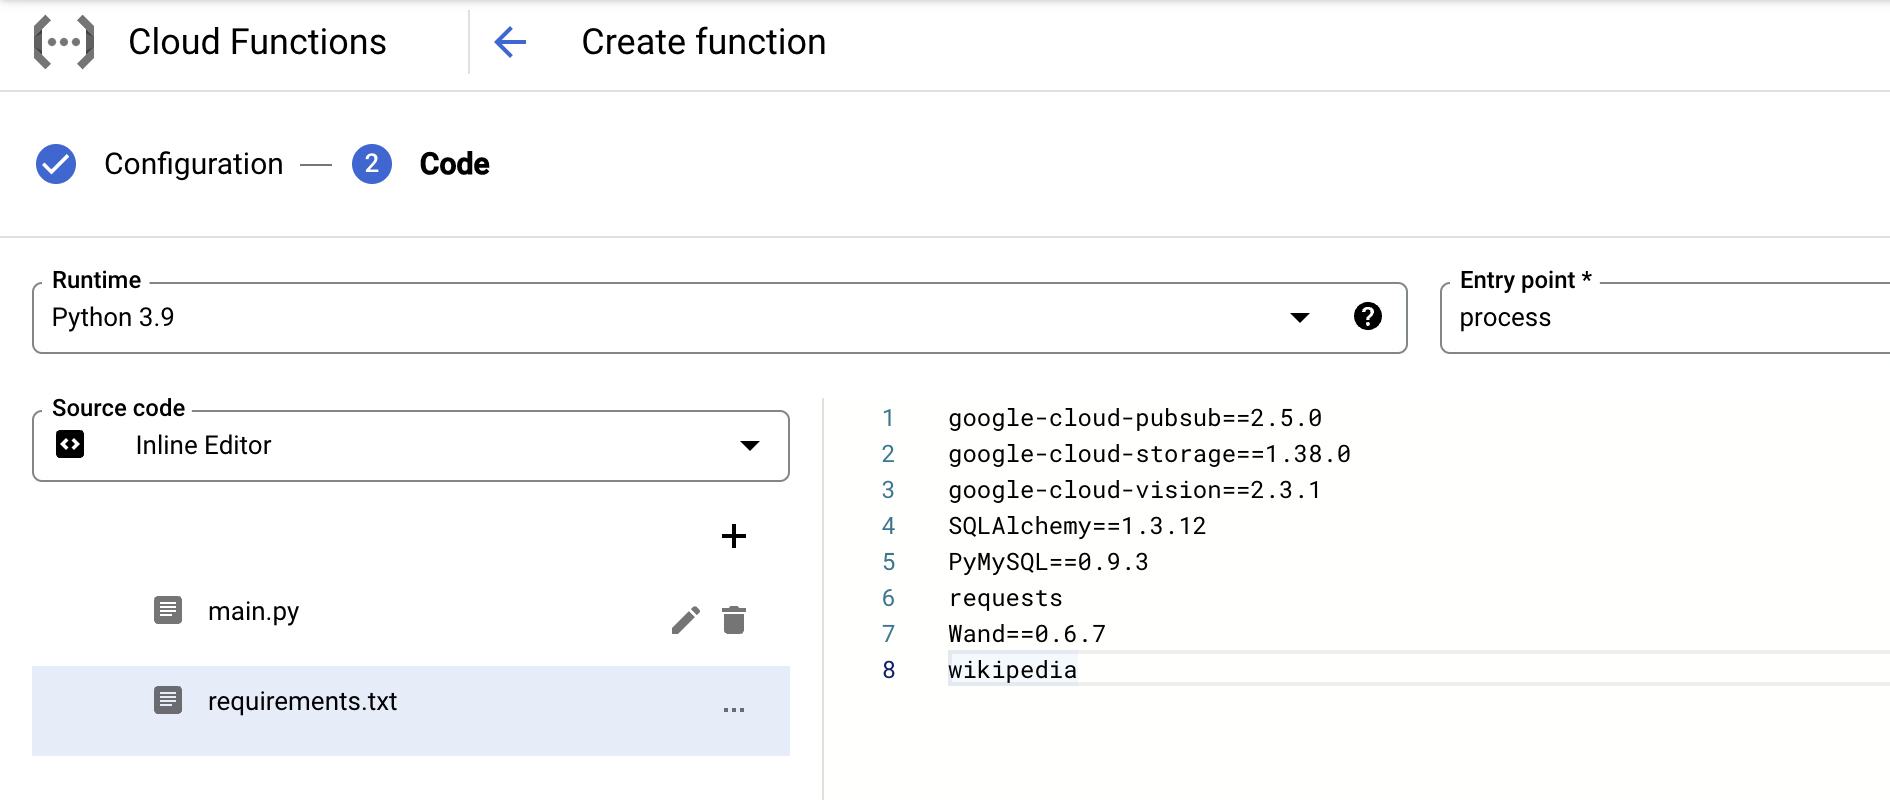 Cloud Functions
Create function
Configuration
2
Code
Runtime
Python 3.9
?
Entry point *
process
Source code
Inline Editor
main.py
requirements.txt
1 google-cloud-pubsub==2.5.0
2 google-cloud-storage==1.38.0
3 google-cloud-vision==2.3.1
4 SQLAlchemy==1.3.12
5 PyMySQL==0.9.3
6 requests
7 Wand==0.6.7
8 wikipedia